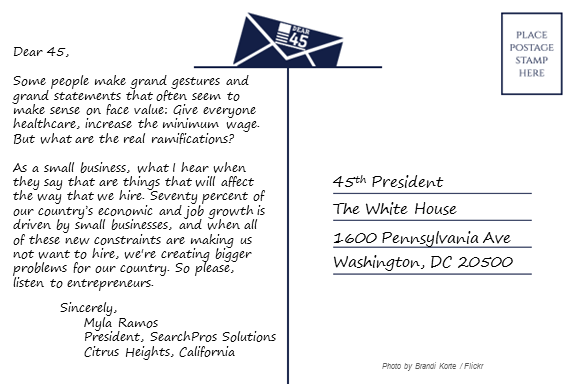 DEAR
45
PLACE
POSTAGE
STAMP
HERE
Dear 45,
Some people make grand gestures and
grand statements that often seem to
make sense on face value: Give everyone
healthcare, increase the minimum wage.
But what are the real ramifications?
As a small business, what I hear when
they say that are things that will affect
the way that we hire. Seventy percent of
our country's economic and job growth is
driven by small businesses, and when all
of these new constraints are making us
not want to hire, we're creating bigger
problems for our country. So please,
listen to entrepreneurs.
Sincerely,
Myla Ramos
President, SearchPros Solutions
Citrus Heights, California
45th President
The White House
1600 Pennsylvania Ave
Washington, DC 20500
Photo by Brandi Korte / Flickr